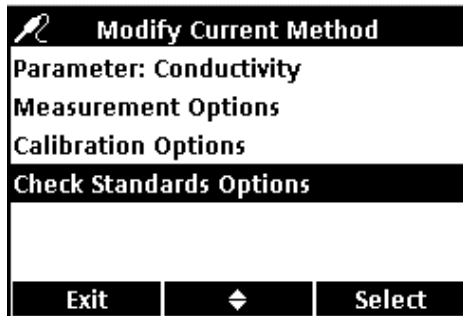 Modify Current Method
Parameter: Conductivity
Measurement Options
Calibration Options
Check Standards Options
Exit Select